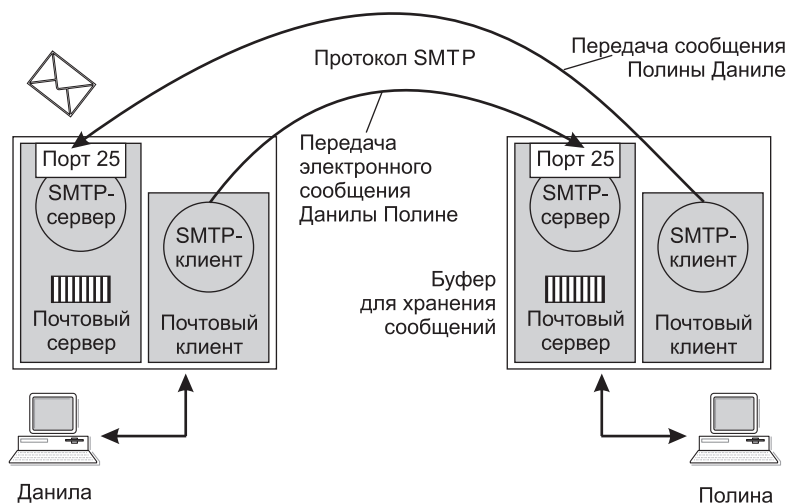 Протокол SMTP
Передача сообщения
Полины Даниле
Передача
электронного
сообщения
Данилы Полине
Порт 25
SMTP-
сервер
Почтовый
сервер
SMTP-
клиент
Почтовый
клиент
Буфер
для хранения
сообщений
Порт 25
SMTP-
сервер
Почтовый
сервер
SMTP-
клиент
Почтовый
клиент
Данила
Полина